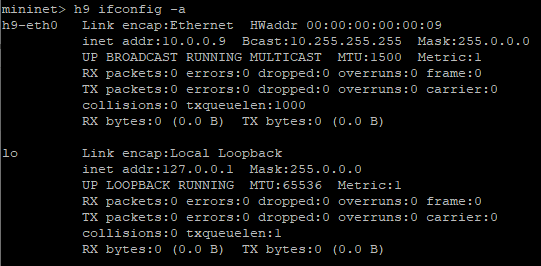 mininet> h9 ifconfig -a
h9-eth0   Link encap:Ethernet  HWaddr 00:00:00:00:00:09
          inet addr:10.0.0.9  Bcast:10.255.255.255  Mask:255.0.0.0
          UP BROADCAST RUNNING MULTICAST  MTU:1500  Metric:1
          RX packets:0 errors:0 dropped:0 overruns:0 frame:0
          TX packets:0 errors:0 dropped:0 overruns:0 carrier:0
          collisions:0 txqueuelen:1000
          RX bytes:0 (0.0 B)  TX bytes:0 (0.0 B)

lo        Link encap:Local Loopback
          inet addr:127.0.0.1  Mask:255.0.0.0
          UP LOOPBACK RUNNING  MTU:65536  Metric:1
          RX packets:0 errors:0 dropped:0 overruns:0 frame:0
          TX packets:0 errors:0 dropped:0 overruns:0 carrier:0
          collisions:0 txqueuelen:1
          RX bytes:0 (0.0 B)  TX bytes:0 (0.0 B)